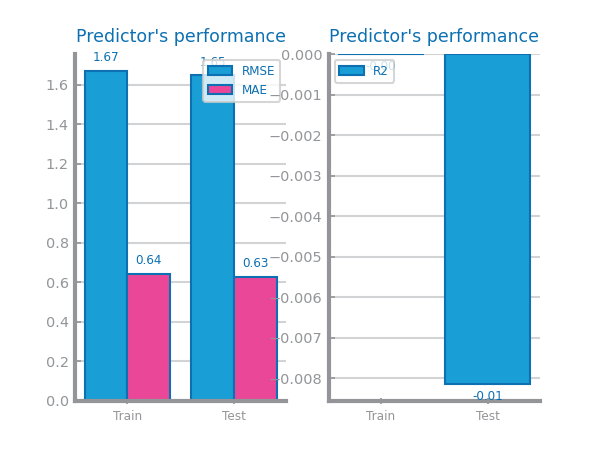 Predictor's performance
1.67
1.65
RMSE
MAE
0.64
0.63
1.6
1.4
1.2
1.0
0.8
0.6
0.4
0.2
0.0
Train
Test
Predictor's performance
R2
-0.01
0.000
−0.001
−0.002
−0.003
−0.004
−0.005
−0.006
−0.007
−0.008
Train
Test